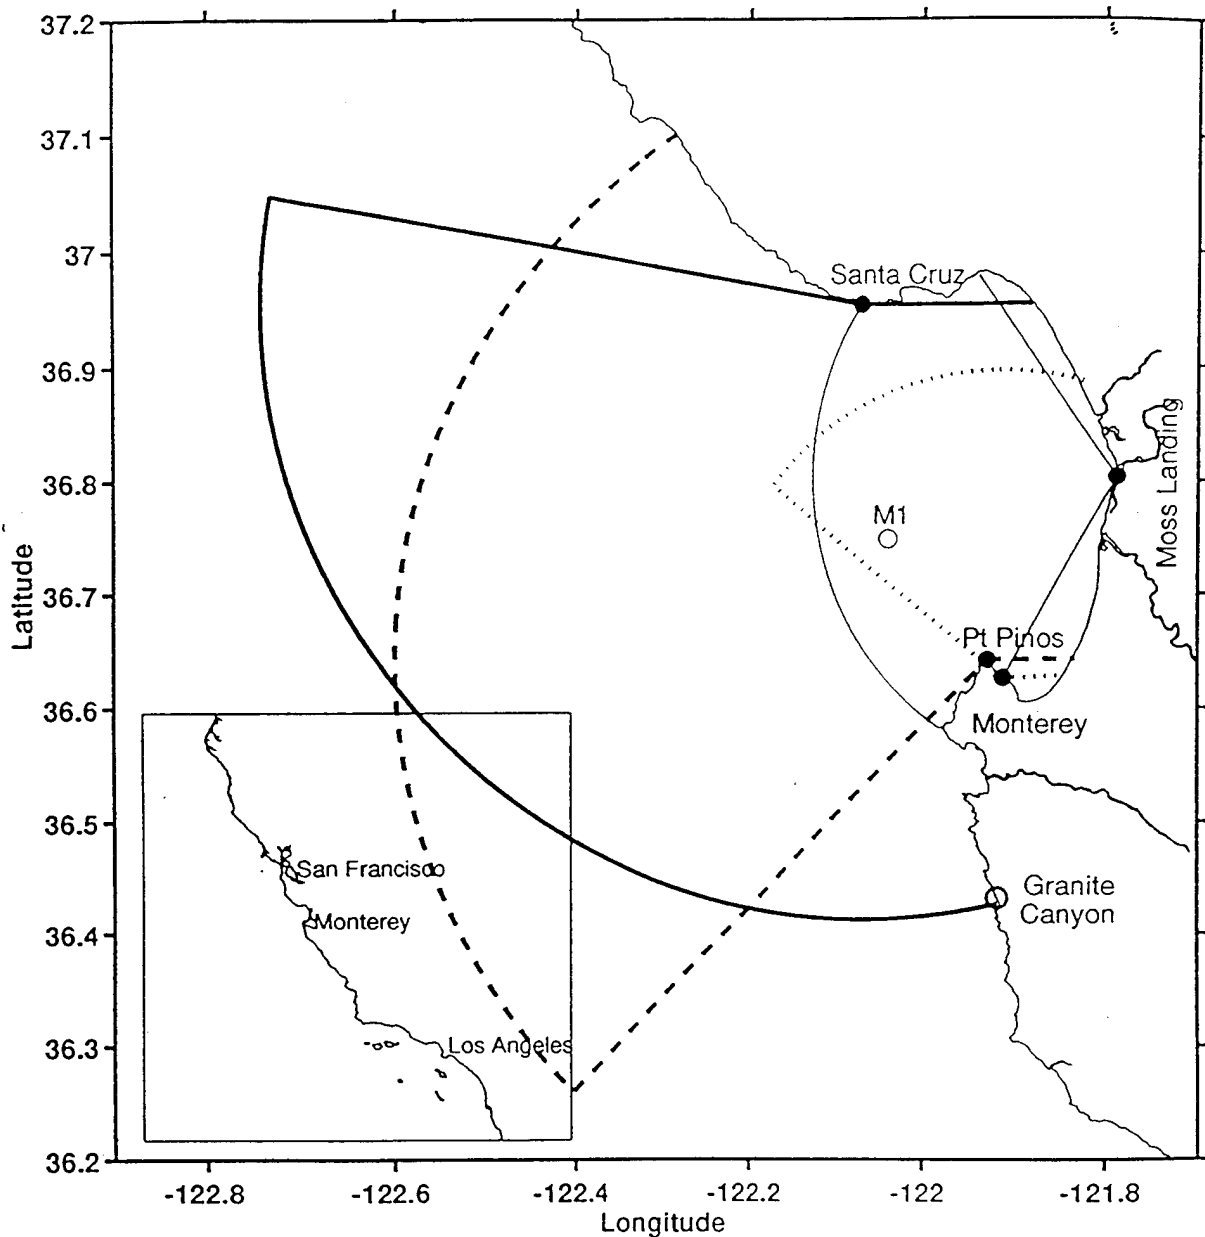 37.2
37.1
37
36.9
36.8
36.7
36.6
36.5
36.4
36.3
36.2
Latitude
Santa Cruz
Moss Landing
M1
Pt Pinos
Monterey
Granite
Canyon
San Francisco
Monterey
Los Angeles
-122.8
-122.6
-122.4
-122.2
-122
-121.8
Longitude